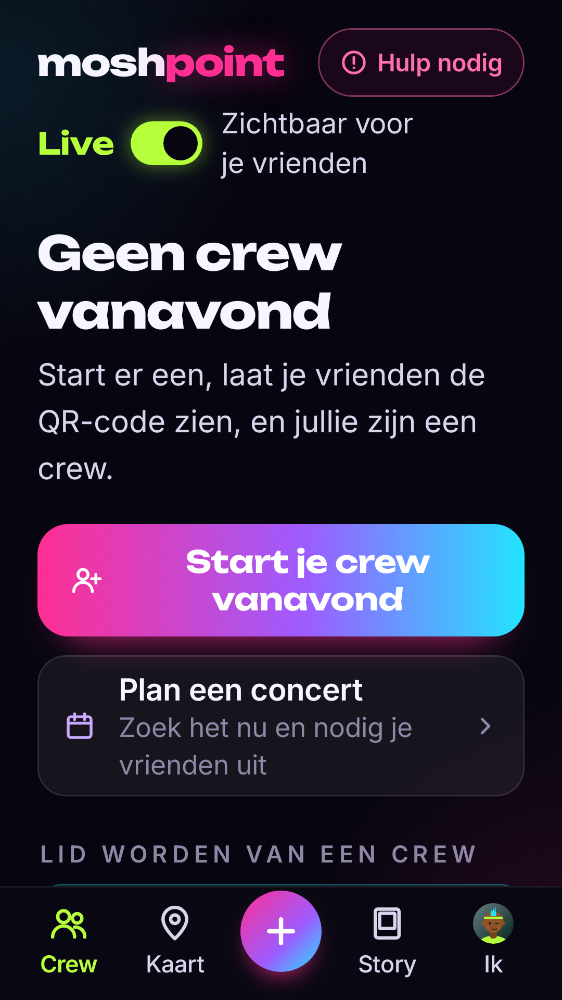 moshpoint
Hulp nodig
Live
Zichtbaar voor
je vrienden
Geen crew
vanavond
Start er een, laat je vrienden de
QR-code zien, en jullie zijn een
crew.
Start je crew
vanavond
Plan een concert
Zoek het nu en nodig je
vrienden uit
LID WORDEN VAN EEN CREW
Crew
Kaart
Story
Ik